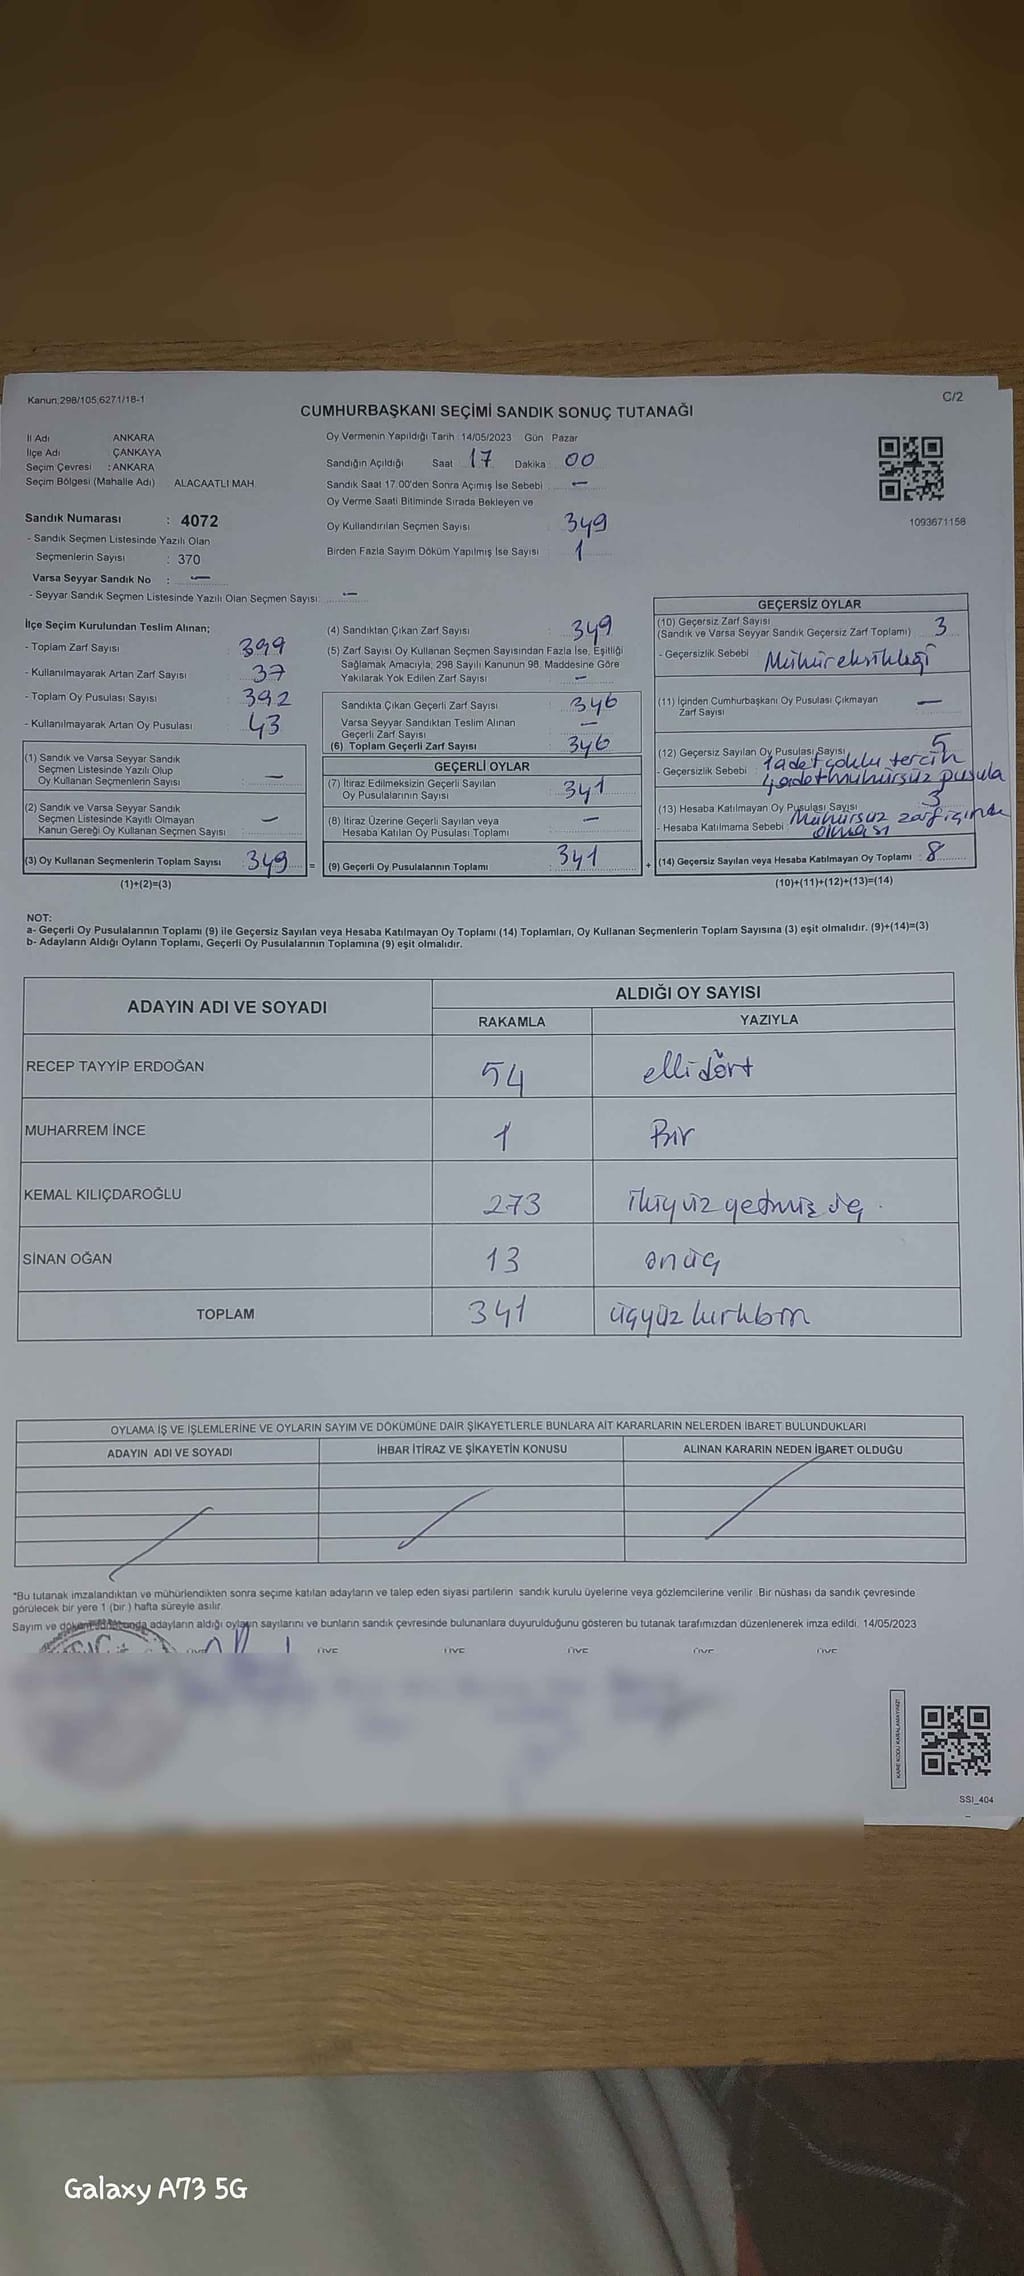 Kanun:298/105,6271/18-1
C/2
CUMHURBAŞKANI SEÇİMİ SANDIK SONUÇ TUTANAĞI
İl Adı ANKARA
İlçe Adı ÇANKAYA
Seçim Çevresi : ANKARA
Seçim Bölgesi (Mahalle Adı) ALACAATLI MAH.
Sandık Numarası : 4072
- Sandık Seçmen Listesinde Yazılı Olan
Seçmenlerin Sayısı : 370
Varsa Seyyar Sandık No : —
- Seyyar Sandık Seçmen Listesinde Yazılı Olan Seçmen Sayısı: —
Oy Vermenin Yapıldığı Tarih :14/05/2023 Gün Pazar
Sandığın Açıldığı Saat 17 Dakika 00
Sandık Saat 17.00'den Sonra Açımış İse Sebebi —
Oy Verme Saati Bitiminde Sırada Bekleyen ve
Oy Kullandırılan Seçmen Sayısı : 349
Birden Fazla Sayım Döküm Yapılmış İse Sayısı : 1
1093671158
İlçe Seçim Kurulundan Teslim Alınan;
- Toplam Zarf Sayısı : 399
- Kullanılmayarak Artan Zarf Sayısı : 37
- Toplam Oy Pusulası Sayısı : 392
- Kullanılmayarak Artan Oy Pusulası : 43
(1) Sandık ve Varsa Seyyar Sandık
Seçmen Listesinde Yazılı Olup
Oy Kullanan Seçmenlerin Sayısı : —
(2) Sandık ve Varsa Seyyar Sandık
Seçmen Listesinde Kayıtlı Olmayan
Kanun Gereği Oy Kullanan Seçmen Sayısı : —
(3) Oy Kullanan Seçmenlerin Toplam Sayısı : 349 =
(1)+(2)=(3)
(4) Sandıktan Çıkan Zarf Sayısı : 349
(5) Zarf Sayısı Oy Kullanan Seçmen Sayısından Fazla İse, Eşitliği
Sağlamak Amacıyla, 298 Sayılı Kanunun 98. Maddesine Göre
Yakılarak Yok Edilen Zarf Sayısı : —
Sandıkta Çıkan Geçerli Zarf Sayısı : 346
Varsa Seyyar Sandıktan Teslim Alınan
Geçerli Zarf Sayısı : —
(6) Toplam Geçerli Zarf Sayısı : 346
GEÇERLİ OYLAR
(7) İtiraz Edilmeksizin Geçerli Sayılan
Oy Pusulalarının Sayısı : 341
(8) İtiraz Üzerine Geçerli Sayılan veya
Hesaba Katılan Oy Pusulası Toplamı : —
(9) Geçerli Oy Pusulalarının Toplamı : 341 +
GEÇERSİZ OYLAR
(10) Geçersiz Zarf Sayısı
(Sandık ve Varsa Seyyar Sandık Geçersiz Zarf Toplamı) : 3
- Geçersizlik Sebebi : Mühür eksikliği
(11) İçinden Cumhurbaşkanı Oy Pusulası Çıkmayan
Zarf Sayısı : —
(12) Geçersiz Sayılan Oy Pusulası Sayısı : 5
- Geçersizlik Sebebi : 1 adet çoklu tercih
4 adet mühürsüz pusula
(13) Hesaba Katılmayan Oy Pusulası Sayısı : 3
- Hesaba Katılmama Sebebi : Mühürsüz zarf içinde
olması
(14) Geçersiz Sayılan veya Hesaba Katılmayan Oy Toplamı : 8
(10)+(11)+(12)+(13)=(14)
NOT:
a- Geçerli Oy Pusulalarının Toplamı (9) ile Geçersiz Sayılan veya Hesaba Katılmayan Oy Toplamı (14) Toplamları, Oy Kullanan Seçmenlerin Toplam Sayısına (3) eşit olmalıdır. (9)+(14)=(3)
b- Adayların Aldığı Oyların Toplamı, Geçerli Oy Pusulalarının Toplamına (9) eşit olmalıdır.
ADAYIN ADI VE SOYADI
ALDIĞI OY SAYISI
RAKAMLA YAZIYLA
RECEP TAYYİP ERDOĞAN 54 elli dört
MUHARREM İNCE 1 Bir
KEMAL KILIÇDAROĞLU 273 ikiyüz yetmiş üç
SİNAN OĞAN 13 onüç
TOPLAM 341 üçyüz kırkbir
OYLAMA İŞ VE İŞLEMLERİNE VE OYLARIN SAYIM VE DÖKÜMÜNE DAİR ŞİKAYETLERLE BUNLARA AİT KARARLARIN NELERDEN İBARET BULUNDUKLARI
ADAYIN ADI VE SOYADI İHBAR İTİRAZ VE ŞİKAYETİN KONUSU ALINAN KARARIN NEDEN İBARET OLDUĞU
*Bu tutanak imzalandıktan ve mühürlendikten sonra seçime katılan adayların ve talep eden siyasi partilerin sandık kurulu üyelerine veya gözlemcilerine verilir. Bir nüshası da sandık çevresinde
görülecek bir yere 1 (bir) hafta süreyle asılır.
Sayım ve döküm sonucunda adayların aldığı oyların sayılarını ve bunların sandık çevresinde bulunanlara duyurulduğunu gösteren bu tutanak tarafımızdan düzenlenerek imza edildi. 14/05/2023
ÜYE ÜYE ÜYE ÜYE ÜYE ÜYE
KARE KODU KARALAMAYINIZ!
SSI_404
Galaxy A73 5G